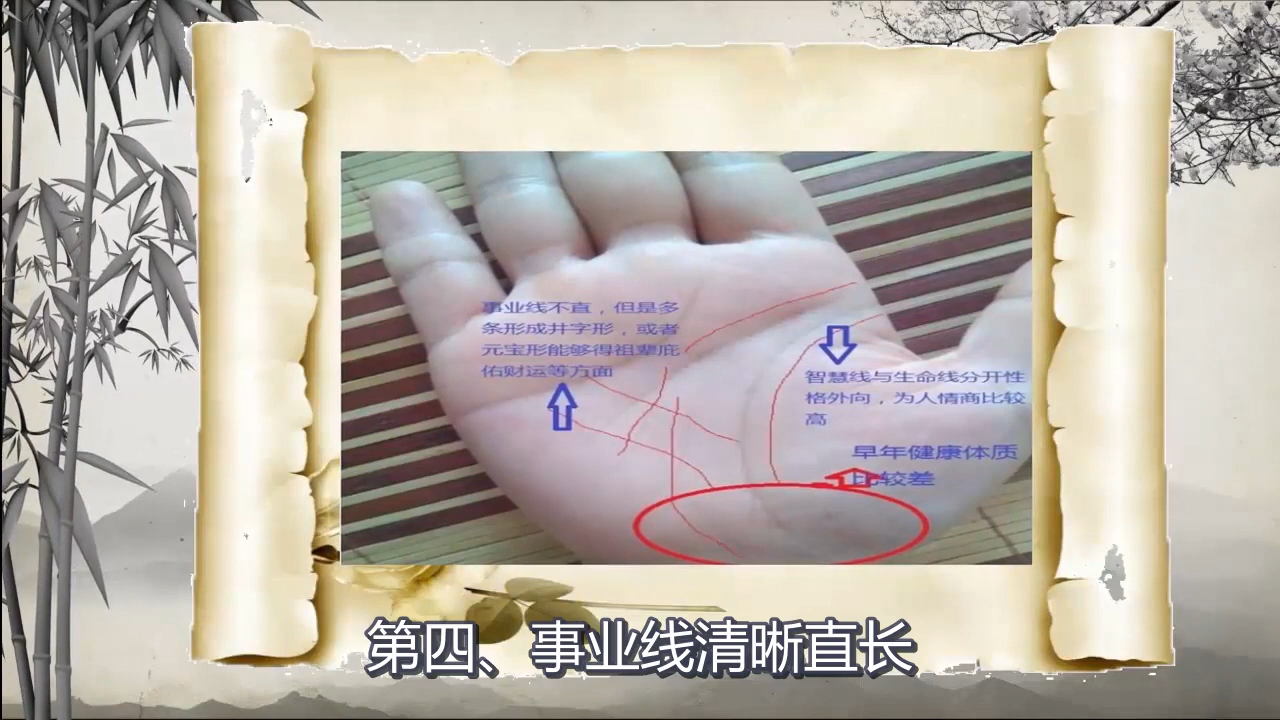 事业线不直，但是多
条形成井字形，或者
元宝形能够得祖辈庇
佑财运等方面
智慧线与生命线分开性
格外向，为人情商比较
高
早年健康体质
比较差
第四、事业线清晰直长